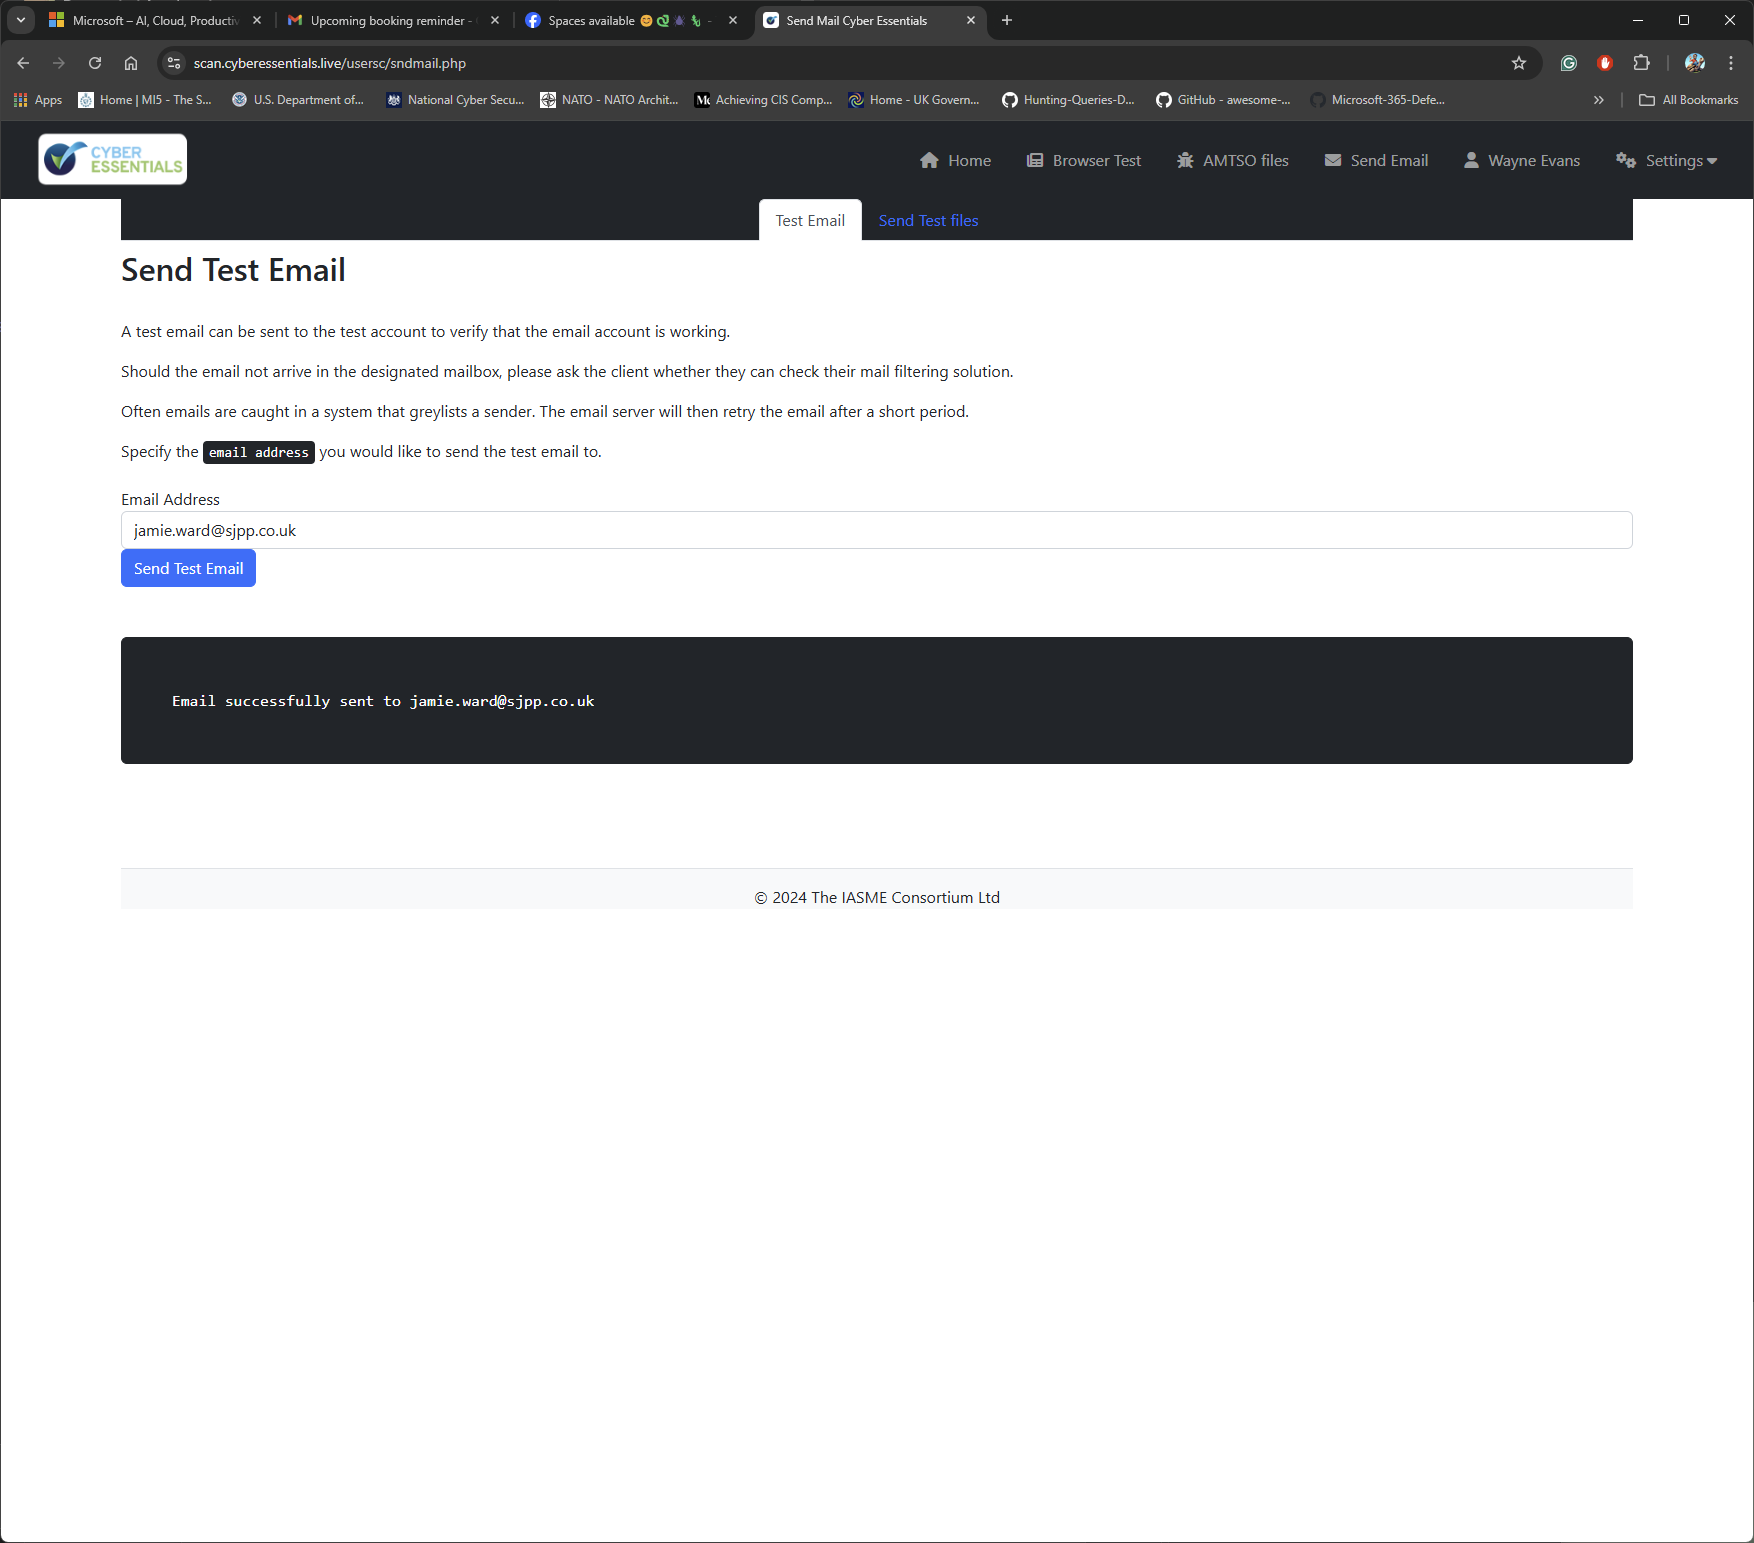 Microsoft – AI, Cloud, Productiv
Upcoming booking reminder -
Spaces available 😊 -
Send Mail Cyber Essentials
scan.cyberessentials.live/usersc/sndmail.php
Apps
Home | MI5 - The S...
U.S. Department of...
National Cyber Secu...
NATO - NATO Archit...
Achieving CIS Comp...
Home - UK Govern...
Hunting-Queries-D...
GitHub - awesome-...
Microsoft-365-Defe...
All Bookmarks
CYBER
ESSENTIALS
Home
Browser Test
AMTSO files
Send Email
Wayne Evans
Settings
Test Email
Send Test files
Send Test Email
A test email can be sent to the test account to verify that the email account is working.
Should the email not arrive in the designated mailbox, please ask the client whether they can check their mail filtering solution.
Often emails are caught in a system that greylists a sender. The email server will then retry the email after a short period.
Specify the email address you would like to send the test email to.
Email Address
jamie.ward@sjpp.co.uk
Send Test Email
Email successfully sent to jamie.ward@sjpp.co.uk
© 2024 The IASME Consortium Ltd